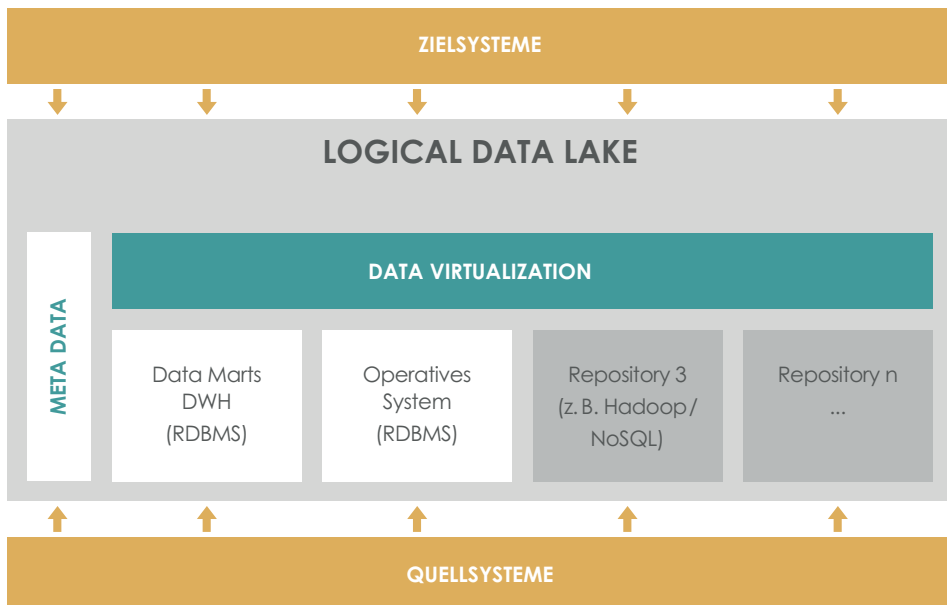 ZIELSYSTEME
LOGICAL DATA LAKE
META DATA
DATA VIRTUALIZATION
Data Marts
DWH
(RDBMS)
Operatives
System
(RDBMS)
Repository 3
(z. B. Hadoop /
NoSQL)
Repository n
...
QUELLSYSTEME